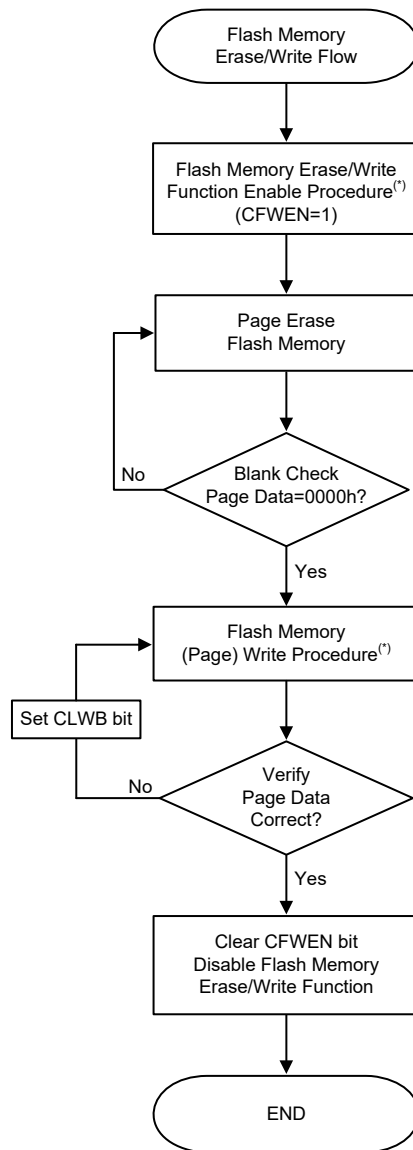 Flash Memory
Erase/Write Flow
Flash Memory Erase/Write
Function Enable Procedure(*)
(CFWEN=1)
Page Erase
Flash Memory
No
Blank Check
Page Data=0000h?
Yes
Flash Memory
(Page) Write Procedure(*)
Set CLWB bit
No
Verify
Page Data
Correct?
Yes
Clear CFWEN bit
Disable Flash Memory
Erase/Write Function
END